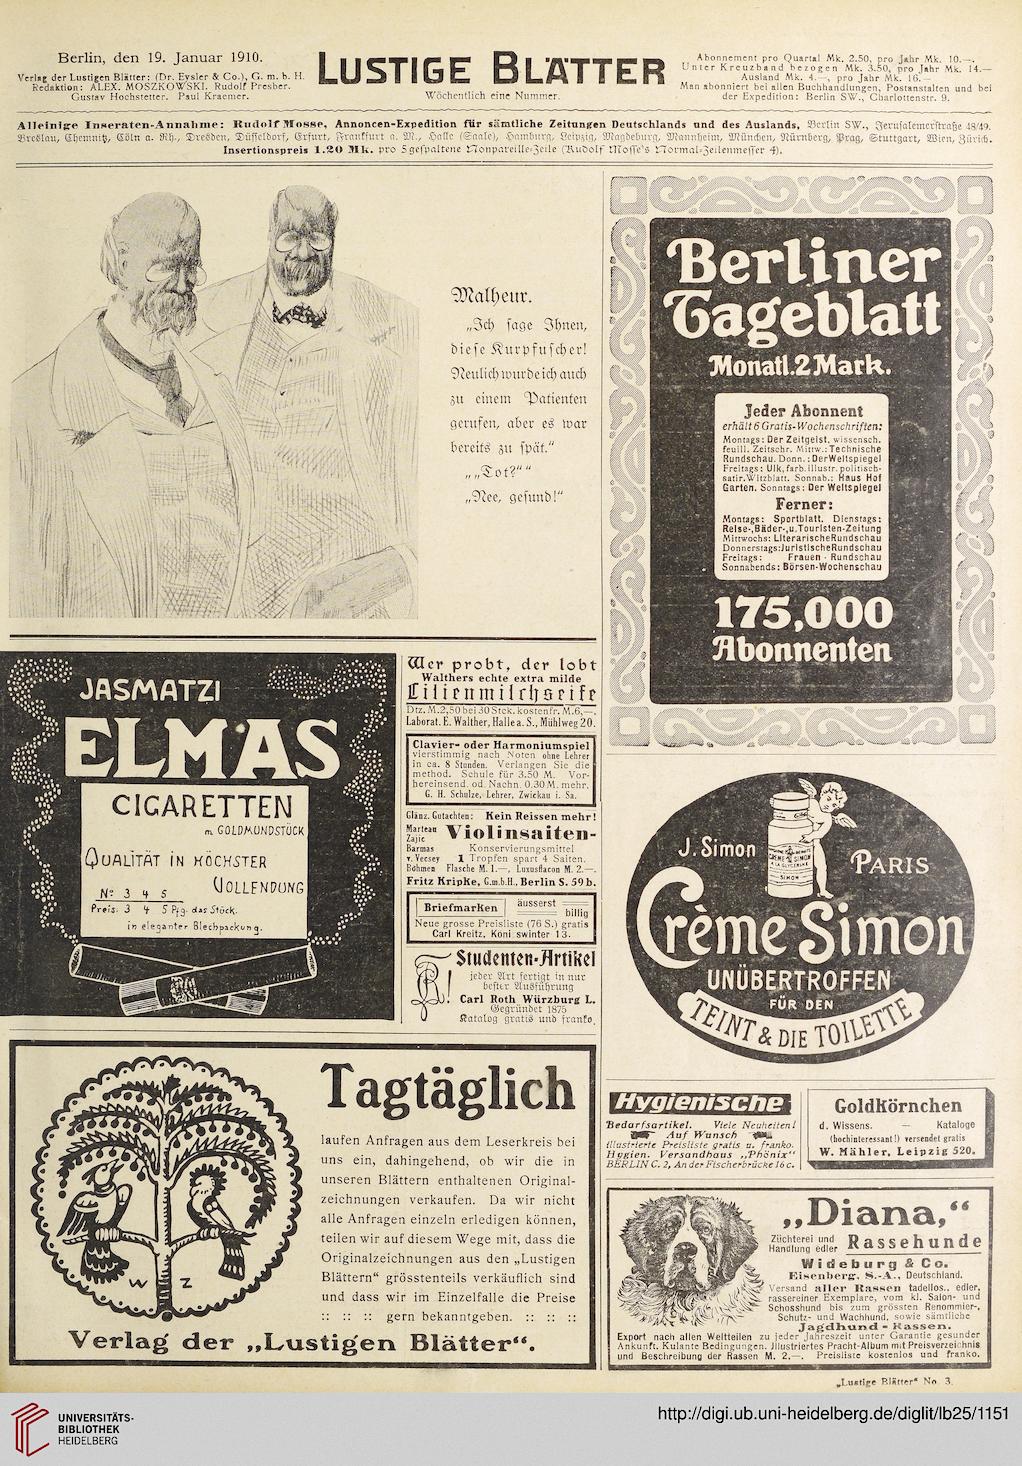 Berlin, den 19. Januar 1910.
Verlag der Lustigen Blätter: (Dr. Eysler & Co.), G. m. b. H.
Redaktion: ALEX. MOSZKOWSKI. Rudolf Presber.
Gustav Hochstetter. Paul Kraemer.
LUSTIGE BLÄTTER
Wöchentlich eine Nummer.
Abonnement pro Quartal Mk. 2.50, pro Jahr Mk. 10.—.
Unter Kreuzband bezogen Mk. 3.50, pro Jahr Mk. 14.—
Ausland Mk. 4.—, pro Jahr Mk. 16.—
Man abonniert bei allen Buchhandlungen, Postanstalten und bei
der Expedition: Berlin SW., Charlottenstr. 9.
Alleinige Inseraten-Annahme: Rudolf Mosse, Annoncen-Expedition für sämtliche Zeitungen Deutschlands und des Auslands, Berlin SW., Jerusalemerstraße 48/49.
Breslau, Chemnitz, Cöln a. Rh., Dresden, Düsseldorf, Erfurt, Frankfurt a. M., Halle (Saale), Hamburg, Leipzig, Magdeburg, Mannheim, München, Nürnberg, Prag, Stuttgart, Wien, Zürich.
Insertionspreis 1.20 Mk. pro 5gespaltene Nonpareille-Zeile (Rudolf Mosse's Normal-Zeilenmesser 4).
Malheur.
„Ich sage Ihnen,
diese Kurpfuscher!
Neulich wurde ich auch
zu einem Patienten
gerufen, aber es war
bereits zu spät.“
„„Tot?““
„Nee, gesund!“
Berliner
Tageblatt
Monatl. 2 Mark.
Jeder Abonnent
erhält 6 Gratis-Wochenschriften:
Montags: Der Zeitgeist, wissensch.
feuill. Zeitschr. Mittw.: Technische
Rundschau. Donn.: Der Weltspiegel
Freitags: Ulk, farb. illustr. politisch-
satir. Witzblatt. Sonnab.: Haus Hof
Garten. Sonntags: Der Weltspiegel
Ferner:
Montags: Sportblatt. Dienstags:
Reise-, Bäder-, u. Touristen-Zeitung
Mittwochs: Literarische Rundschau
Donnerstags: Juristische Rundschau
Freitags: Frauen-Rundschau
Sonnabends: Börsen-Wochenschau
175,000
Abonnenten
JASMATZI
ELMAS
CIGARETTEN
m. GOLDMUNDSTÜCK
QUALITÄT IN HÖCHSTER
VOLLENDUNG
No 3 4 5
Preis: 3 4 5 Pfg. das Stück.
in eleganter Blechpackung.
Wer probt, der lobt
Walthers echte extra milde
Lilienmilchseife
Dtz. M. 2,50 bei 30 Stck. kostenfr. M. 6,—.
Laborat. E. Walther, Halle a. S., Mühlweg 20.
Clavier- oder Harmoniumspiel
vierstimmig nach Noten ohne Lehrer
in ca. 8 Stunden. Verlangen Sie die
method. Schule für 3.50 M. Vor-
hereinsend. od. Nachn. 0.30 M. mehr.
G. H. Schulze, Lehrer, Zwickau i. Sa.
Glänz. Gutachten: Kein Reissen mehr!
Marteau
Zajic
Barmas
v. Vecsey
Böhmen
Violinsaiten-
Konservierungsmittel
1 Tropfen spart 4 Saiten.
Flasche M. 1.—, Luxusflacon M. 2.—.
Fritz Kripke, G.m.b.H., Berlin S. 59 b.
Briefmarken äusserst billig
Neue grosse Preisliste (76 S.) gratis
Carl Kreitz, Königswinter 13.
Studenten-Artikel
jeder Art fertigt in nur
bester Ausführung
Carl Roth Würzburg L.
Gegründet 1875
Katalog gratis und franko.
J. Simon PARIS
CRÈME SIMON
A LA GLYCERINE
SIMON
Crème Simon
UNÜBERTROFFEN
FÜR DEN
TEINT & DIE TOILETTE
Tagtäglich
laufen Anfragen aus dem Leserkreis bei
uns ein, dahingehend, ob wir die in
unseren Blättern enthaltenen Original-
zeichnungen verkaufen. Da wir nicht
alle Anfragen einzeln erledigen können,
teilen wir auf diesem Wege mit, dass die
Originalzeichnungen aus den „Lustigen
Blättern“ grösstenteils verkäuflich sind
und dass wir im Einzelfalle die Preise
:: :: :: gern bekanntgeben. :: :: ::
W Z
Verlag der „Lustigen Blätter“.
Hygienische
Bedarfsartikel. Viele Neuheiten!
Auf Wunsch
illustrierte Preisliste gratis u. franko.
Hygien. Versandhaus „Phönix“
BERLIN C. 2, An der Fischerbrücke 16 c.
Goldkörnchen
d. Wissens. — Kataloge
(hochinteressant!) versendet gratis
W. Mähler, Leipzig 520.
„Diana,“
Züchterei und
Handlung edler Rassehunde
Wideburg & Co.
Eisenberg, S.-A., Deutschland.
Versand aller Rassen tadellos., edler,
rassereiner Exemplare, vom kl. Salon- und
Schosshund bis zum grössten Renommier-,
Schutz- und Wachhund, sowie sämtliche
Jagdhund-Rassen.
Export nach allen Weltteilen zu jeder Jahreszeit unter Garantie gesunder
Ankunft. Kulante Bedingungen. Illustriertes Pracht-Album mit Preisverzeichnis
und Beschreibung der Rassen M. 2.—. Preisliste kostenlos und franko.
„Lustige Blätter“ No. 3.
UNIVERSITÄTS-
BIBLIOTHEK
HEIDELBERG
http://digi.ub.uni-heidelberg.de/diglit/lb25/1151